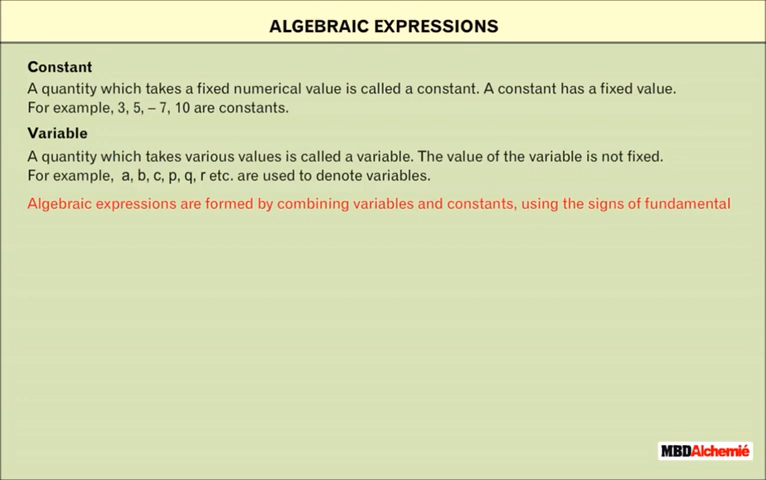 ALGEBRAIC EXPRESSIONS
Constant
A quantity which takes a fixed numerical value is called a constant. A constant has a fixed value.
For example, 3, 5, – 7, 10 are constants.
Variable
A quantity which takes various values is called a variable. The value of the variable is not fixed.
For example, a, b, c, p, q, r etc. are used to denote variables.
Algebraic expressions are formed by combining variables and constants, using the signs of fundamental
MBDAlchemié